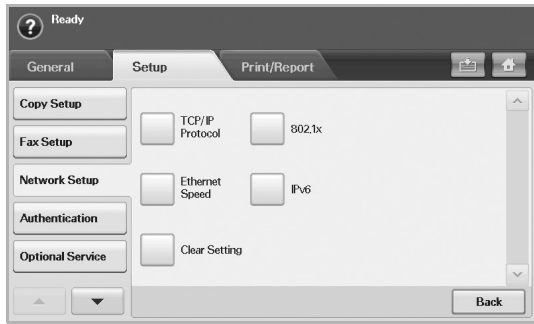 ?
Ready
General
Setup
Print/Report
Copy Setup
Fax Setup
Network Setup
Authentication
Optional Service
TCP/IP
Protocol
802.1x
Ethernet
Speed
IPv6
Clear Setting
Back